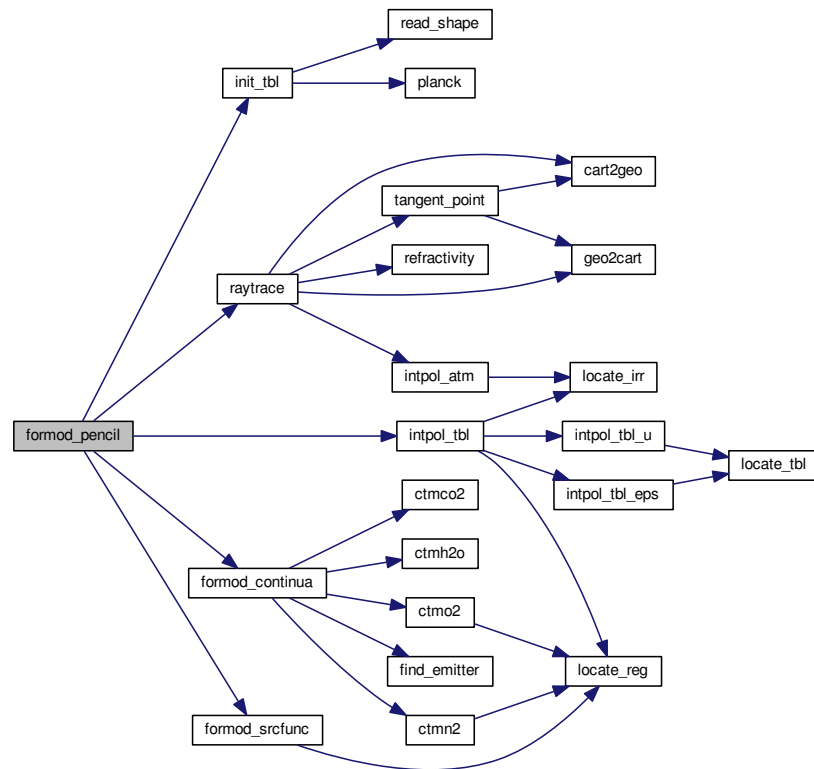 read_shape
init_tbl
planck
cart2geo
tangent_point
refractivity
geo2cart
raytrace
intpol_atm
locate_irr
formod_pencil
intpol_tbl
intpol_tbl_u
locate_tbl
intpol_tbl_eps
ctmco2
ctmh2o
formod_continua
ctmo2
find_emitter
locate_reg
formod_srcfunc
ctmn2